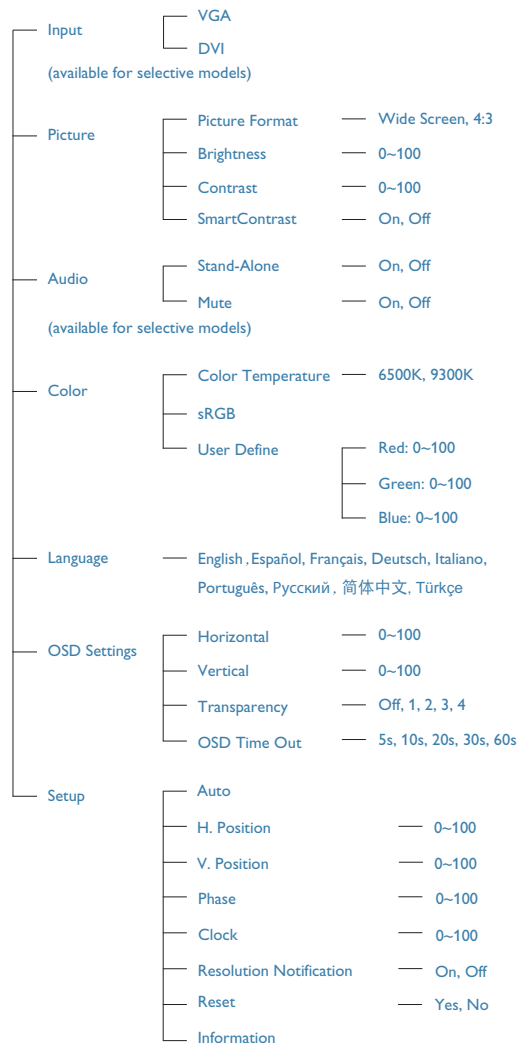 Input
VGA
DVI
(available for selective models)
Picture
Picture Format
Wide Screen, 4:3
Brightness
0~100
Contrast
0~100
SmartContrast
On, Off
Audio
Stand-Alone
On, Off
Mute
On, Off
(available for selective models)
Color
Color Temperature
6500K, 9300K
sRGB
User Define
Red: 0~100
Green: 0~100
Blue: 0~100
Language
English , Español, Français, Deutsch, Italiano,
Português, Русский , 简体中文, Türkçe
OSD Settings
Horizontal
0~100
Vertical
0~100
Transparency
Off, 1, 2, 3, 4
OSD Time Out
5s, 10s, 20s, 30s, 60s
Setup
Auto
H. Position
0~100
V. Position
0~100
Phase
0~100
Clock
0~100
Resolution Notification
On, Off
Reset
Yes, No
Information